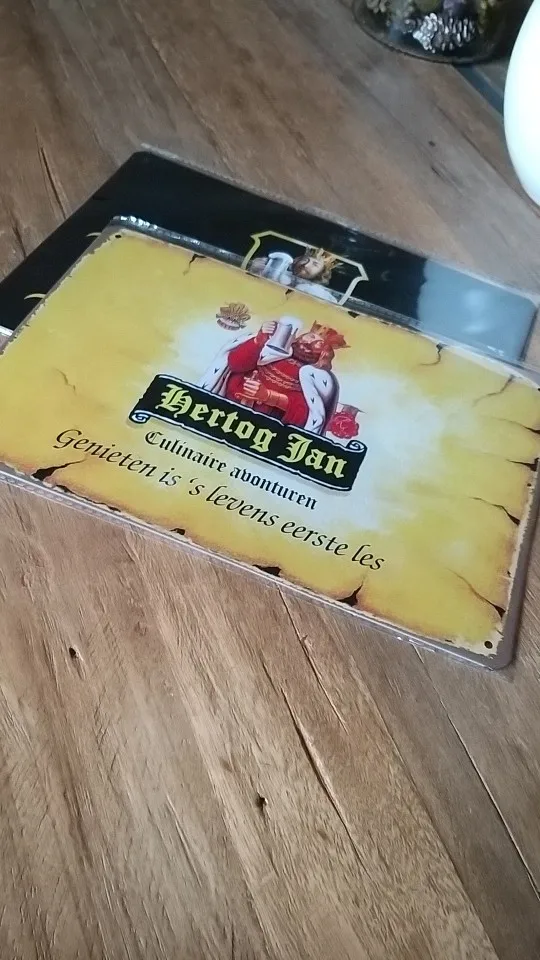 Hertog Jan
Culinaire avonturen
Genieten is 's levens eerste les